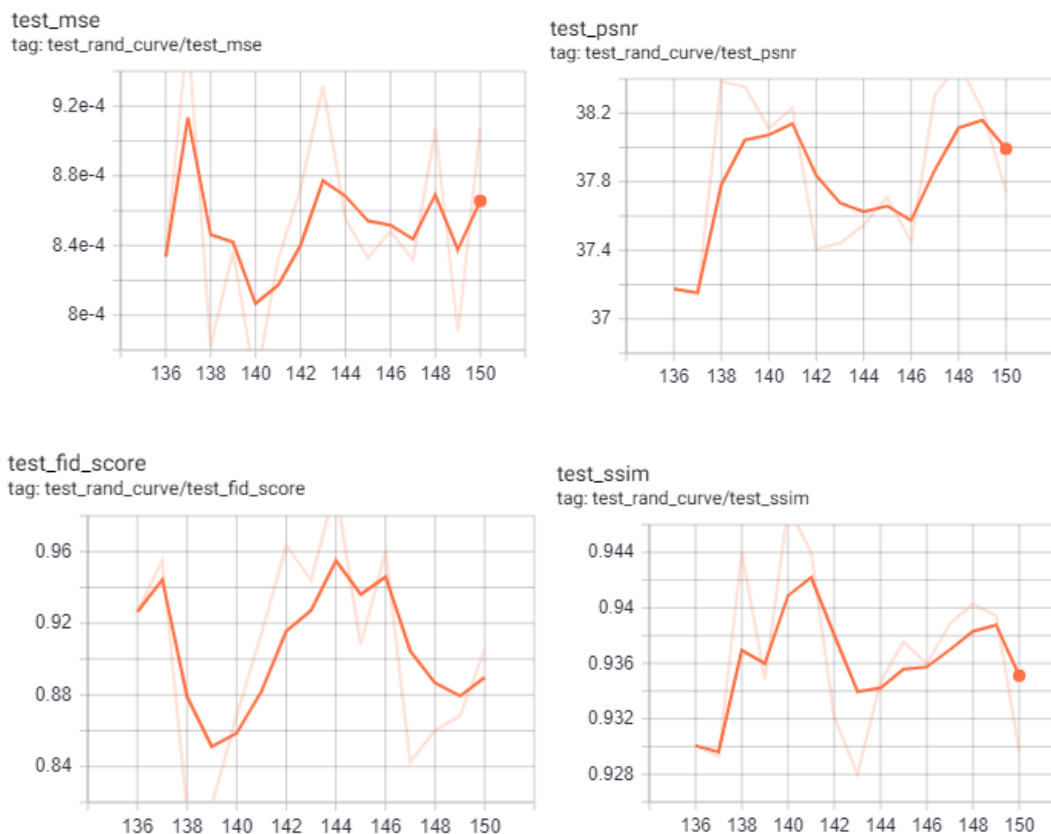 test_mse
tag: test_rand_curve/test_mse
9.2e-4
8.8e-4
8.4e-4
8e-4
136 138 140 142 144 146 148 150
test_psnr
tag: test_rand_curve/test_psnr
38.2
37.8
37.4
37
136 138 140 142 144 146 148 150
test_fid_score
tag: test_rand_curve/test_fid_score
0.96
0.92
0.88
0.84
136 138 140 142 144 146 148 150
test_ssim
tag: test_rand_curve/test_ssim
0.944
0.94
0.936
0.932
0.928
136 138 140 142 144 146 148 150